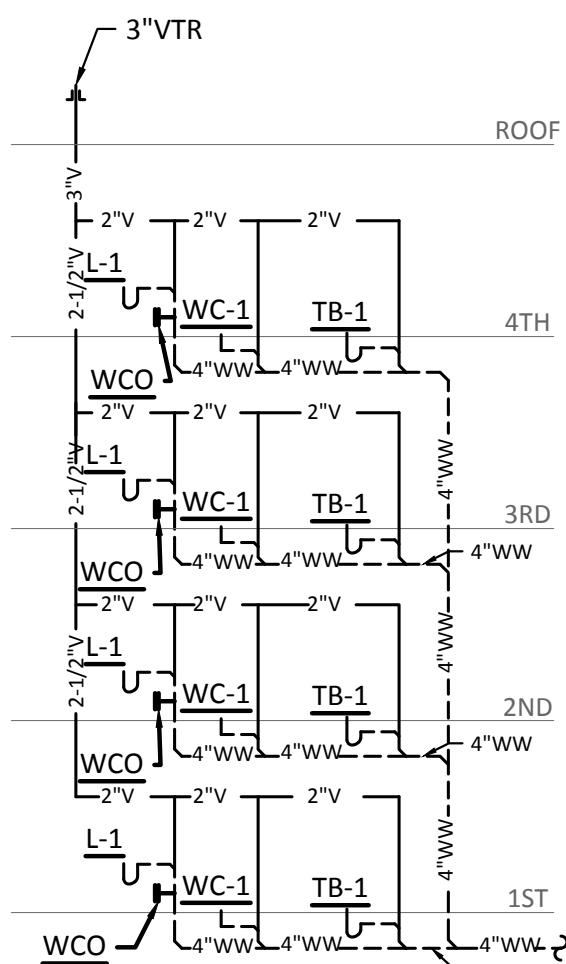 3"VTR
ROOF
3"V
2"V 2"V 2"V
2-1/2"V
L-1
WC-1 TB-1
4TH
WCO
4"WW 4"WW
2"V 2"V 2"V
2-1/2"V
L-1
4"WW
WC-1 TB-1
3RD
4"WW
WCO
4"WW 4"WW
2"V 2"V 2"V
2-1/2"V
L-1
4"WW
WC-1 TB-1
2ND
4"WW
WCO
4"WW 4"WW
2"V 2"V 2"V
L-1
4"WW
WC-1 TB-1
1ST
WCO
4"WW 4"WW 4"WW